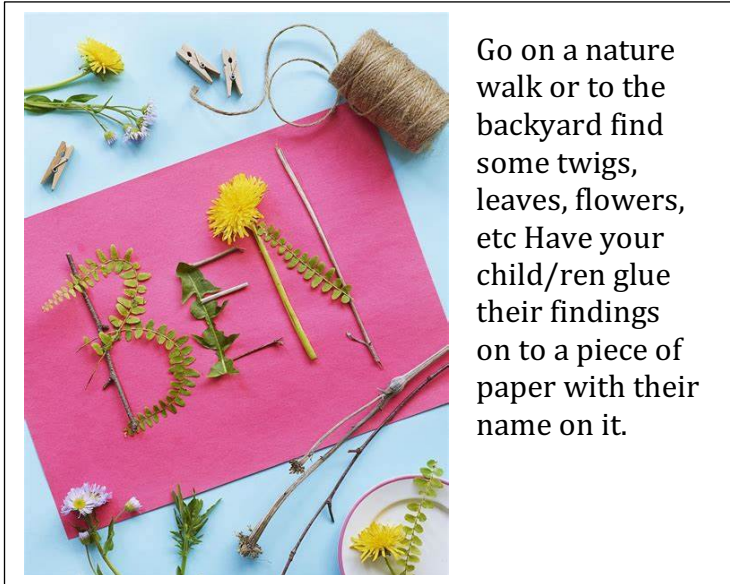 BEN
Go on a nature
walk or to the
backyard find
some twigs,
leaves, flowers,
etc Have your
child/ren glue
their findings
on to a piece of
paper with their
name on it.